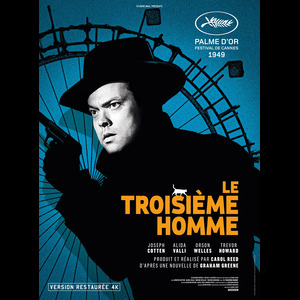 PALME D'OR
FESTIVAL DE CANNES
1949
LE
TROISIÈME
HOMME
JOSEPH COTTEN
ALIDA VALLI
ORSON WELLES
TREVOR HOWARD
PRODUIT ET RÉALISÉ PAR CAROL REED
D'APRÈS UNE NOUVELLE DE GRAHAM GREENE
VERSION RESTAURÉE 4K